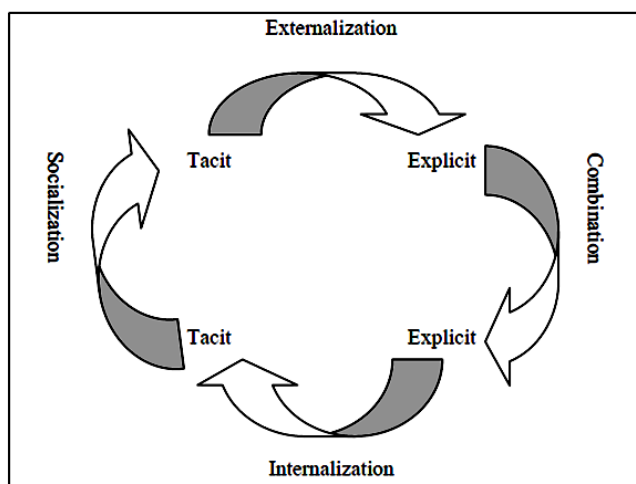 Externalization
Tacit
Explicit
Socialization
Combination
Tacit
Explicit
Internalization